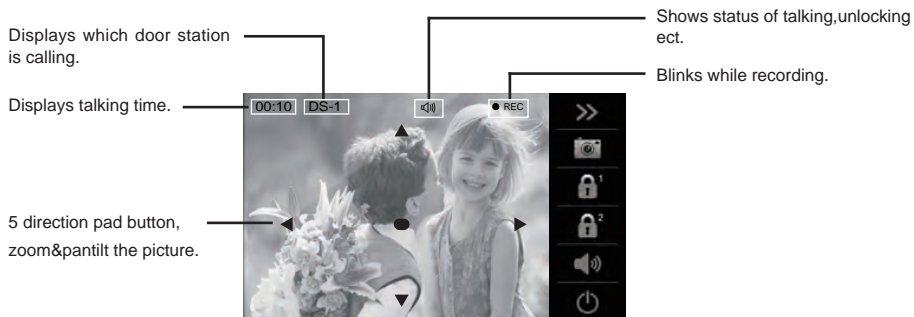 Displays which door station
is calling.
Displays talking time.
5 direction pad button,
zoom&pantilt the picture.
Shows status of talking,unlocking
ect.
Blinks while recording.
00:10 DS-1 REC
1
2